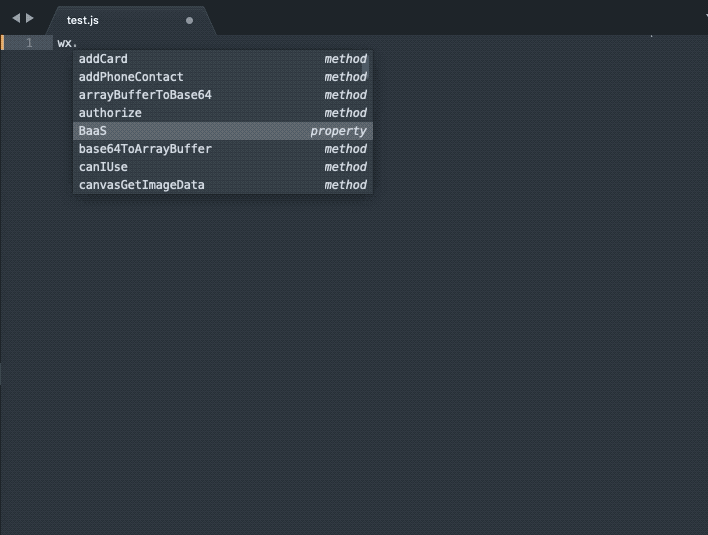 test.js
1 wx.
addCard method
addPhoneContact method
arrayBufferToBase64 method
authorize method
BaaS property
base64ToArrayBuffer method
canIUse method
canvasGetImageData method